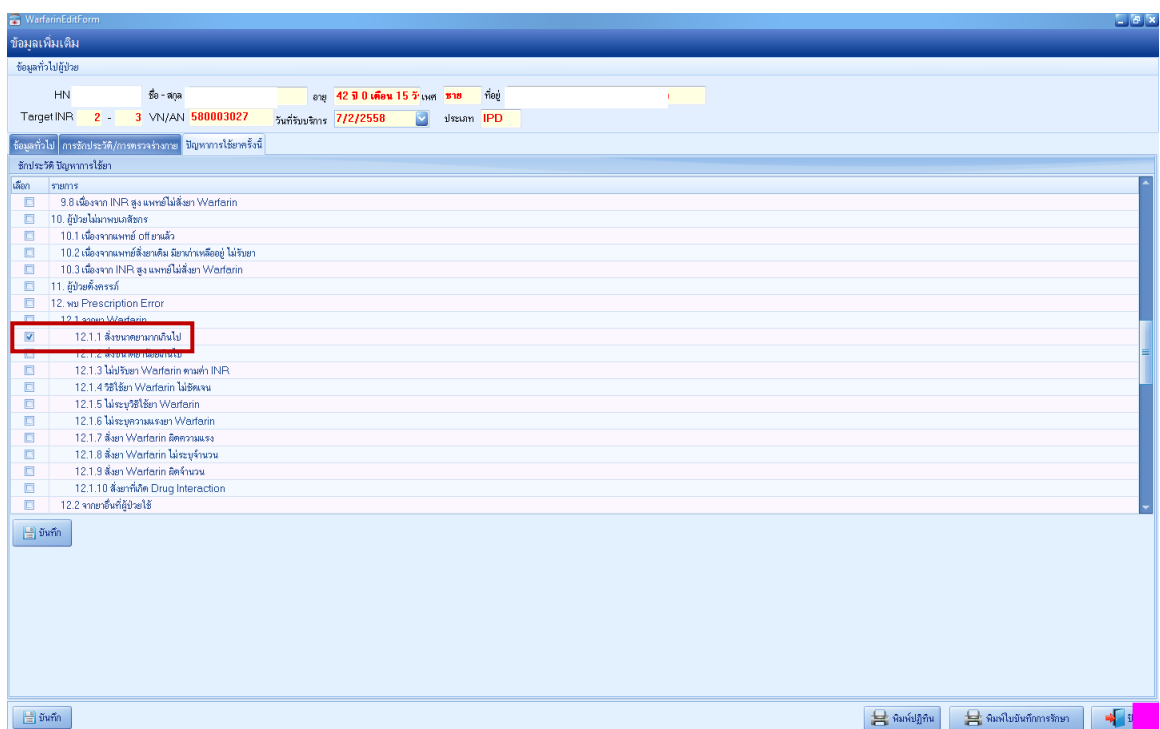 WarfarinEditForm
ข้อมูลเพิ่มเติม
ข้อมูลทั่วไปผู้ป่วย
HN ชื่อ - สกุล อายุ 42 ปี 0 เดือน 15 วั เพศ ชาย ที่อยู่
Target INR 2 - 3 VN/AN 580003027 วันที่รับบริการ 7/2/2558 ประเภท IPD
ข้อมูลทั่วไป การซักประวัติ/การตรวจร่างกาย ปัญหาการใช้ยาครั้งนี้
ซักประวัติ ปัญหาการใช้ยา
เลือก รายการ
9.8 เนื่องจาก INR สูง แพทย์ไม่สั่งยา Warfarin
10. ผู้ป่วยไม่มาพบเภสัชกร
10.1 เนื่องจากแพทย์ off ยาแล้ว
10.2 เนื่องจากแพทย์สั่งยาเดิม มียาเก่าเหลืออยู่ ไม่รับยา
10.3 เนื่องจาก INR สูง แพทย์ไม่สั่งยา Warfarin
11. ผู้ป่วยตั้งครรภ์
12. พบ Prescription Error
12.1 จากยา Warfarin
12.1.1 สั่งขนาดยามากเกินไป
12.1.2 สั่งขนาดยาน้อยเกินไป
12.1.3 ไม่ปรับยา Warfarin ตามค่า INR
12.1.4 วิธีใช้ยา Warfarin ไม่ชัดเจน
12.1.5 ไม่ระบุวิธีใช้ยา Warfarin
12.1.6 ไม่ระบุความแรงยา Warfarin
12.1.7 สั่งยา Warfarin ผิดความแรง
12.1.8 สั่งยา Warfarin ไม่ระบุจำนวน
12.1.9 สั่งยา Warfarin ผิดจำนวน
12.1.10 สั่งยาที่เกิด Drug Interaction
12.2 จากยาอื่นที่ผู้ป่วยใช้
บันทึก
บันทึก พิมพ์ปฏิทิน พิมพ์ใบบันทึกการรักษา